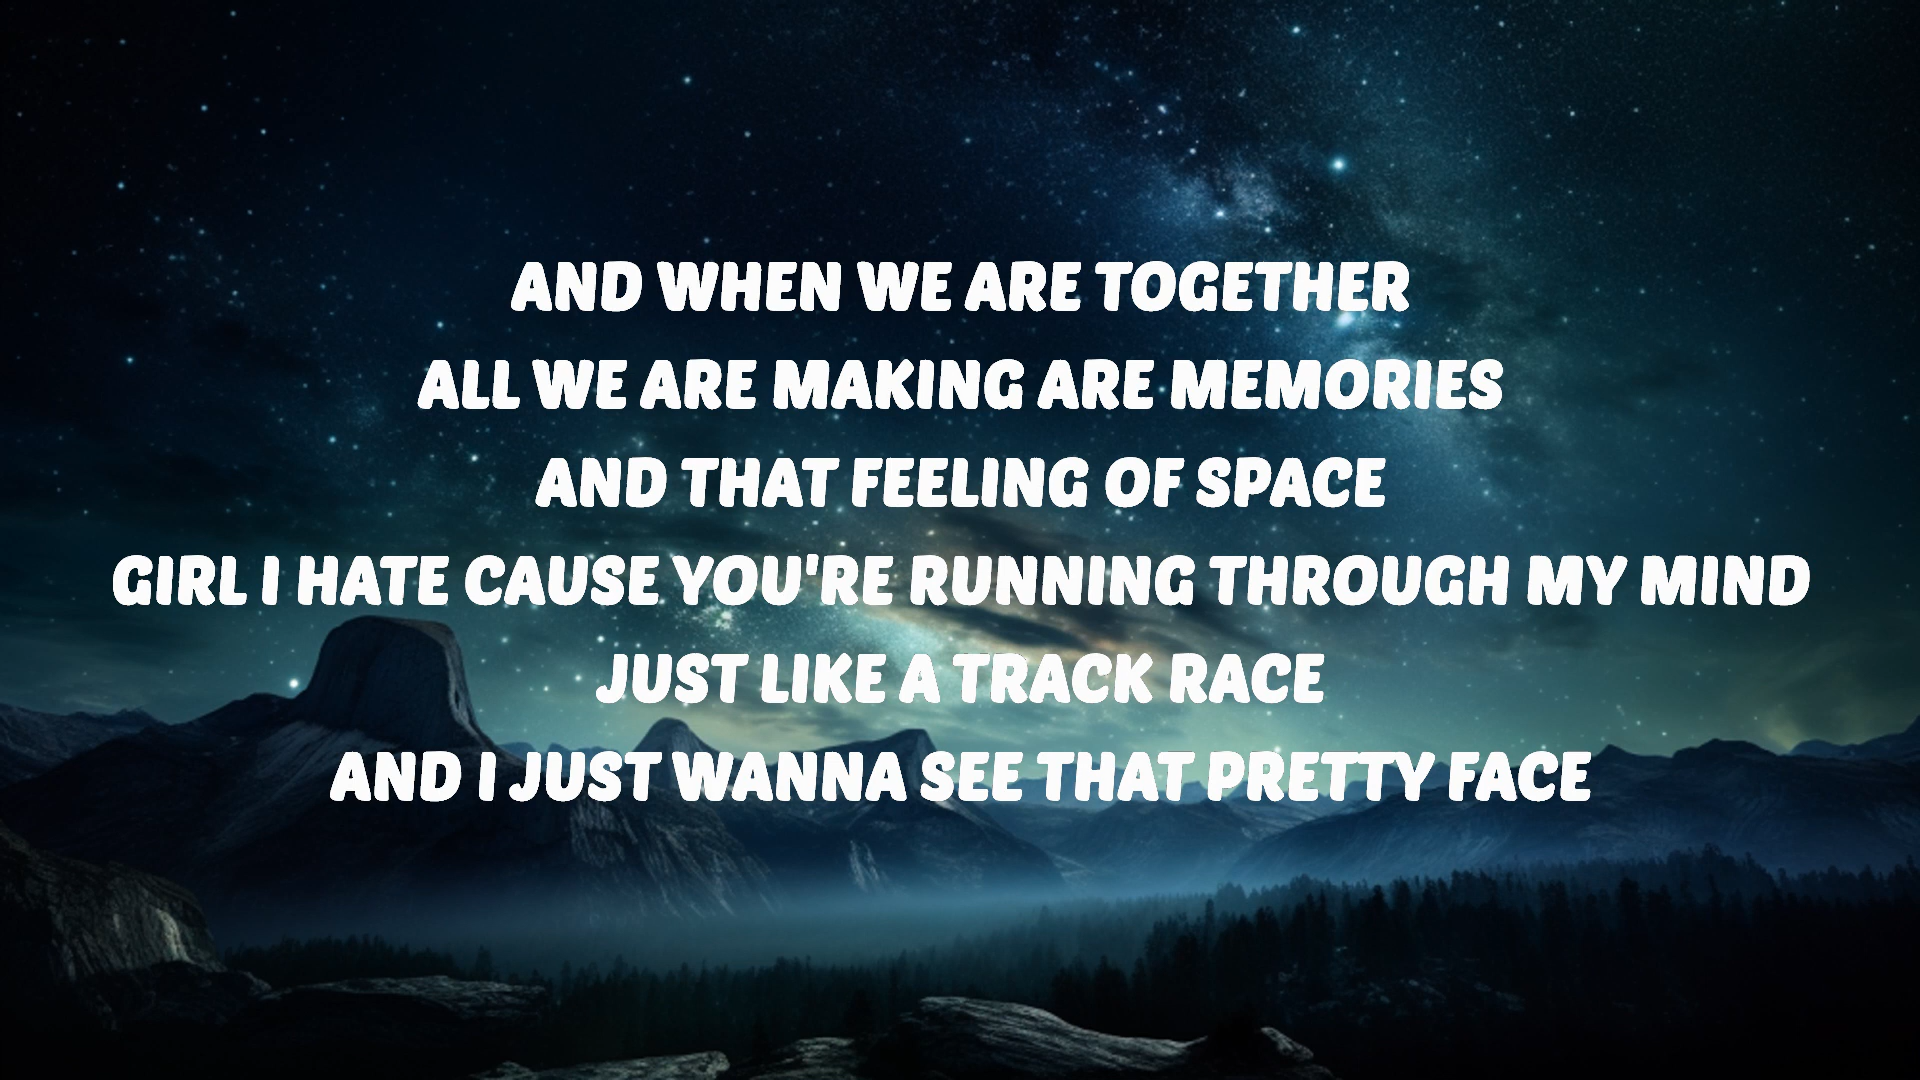 AND WHEN WE ARE TOGETHER
ALL WE ARE MAKING ARE MEMORIES
AND THAT FEELING OF SPACE
GIRL I HATE CAUSE YOU'RE RUNNING THROUGH MY MIND
JUST LIKE A TRACK RACE
AND I JUST WANNA SEE THAT PRETTY FACE